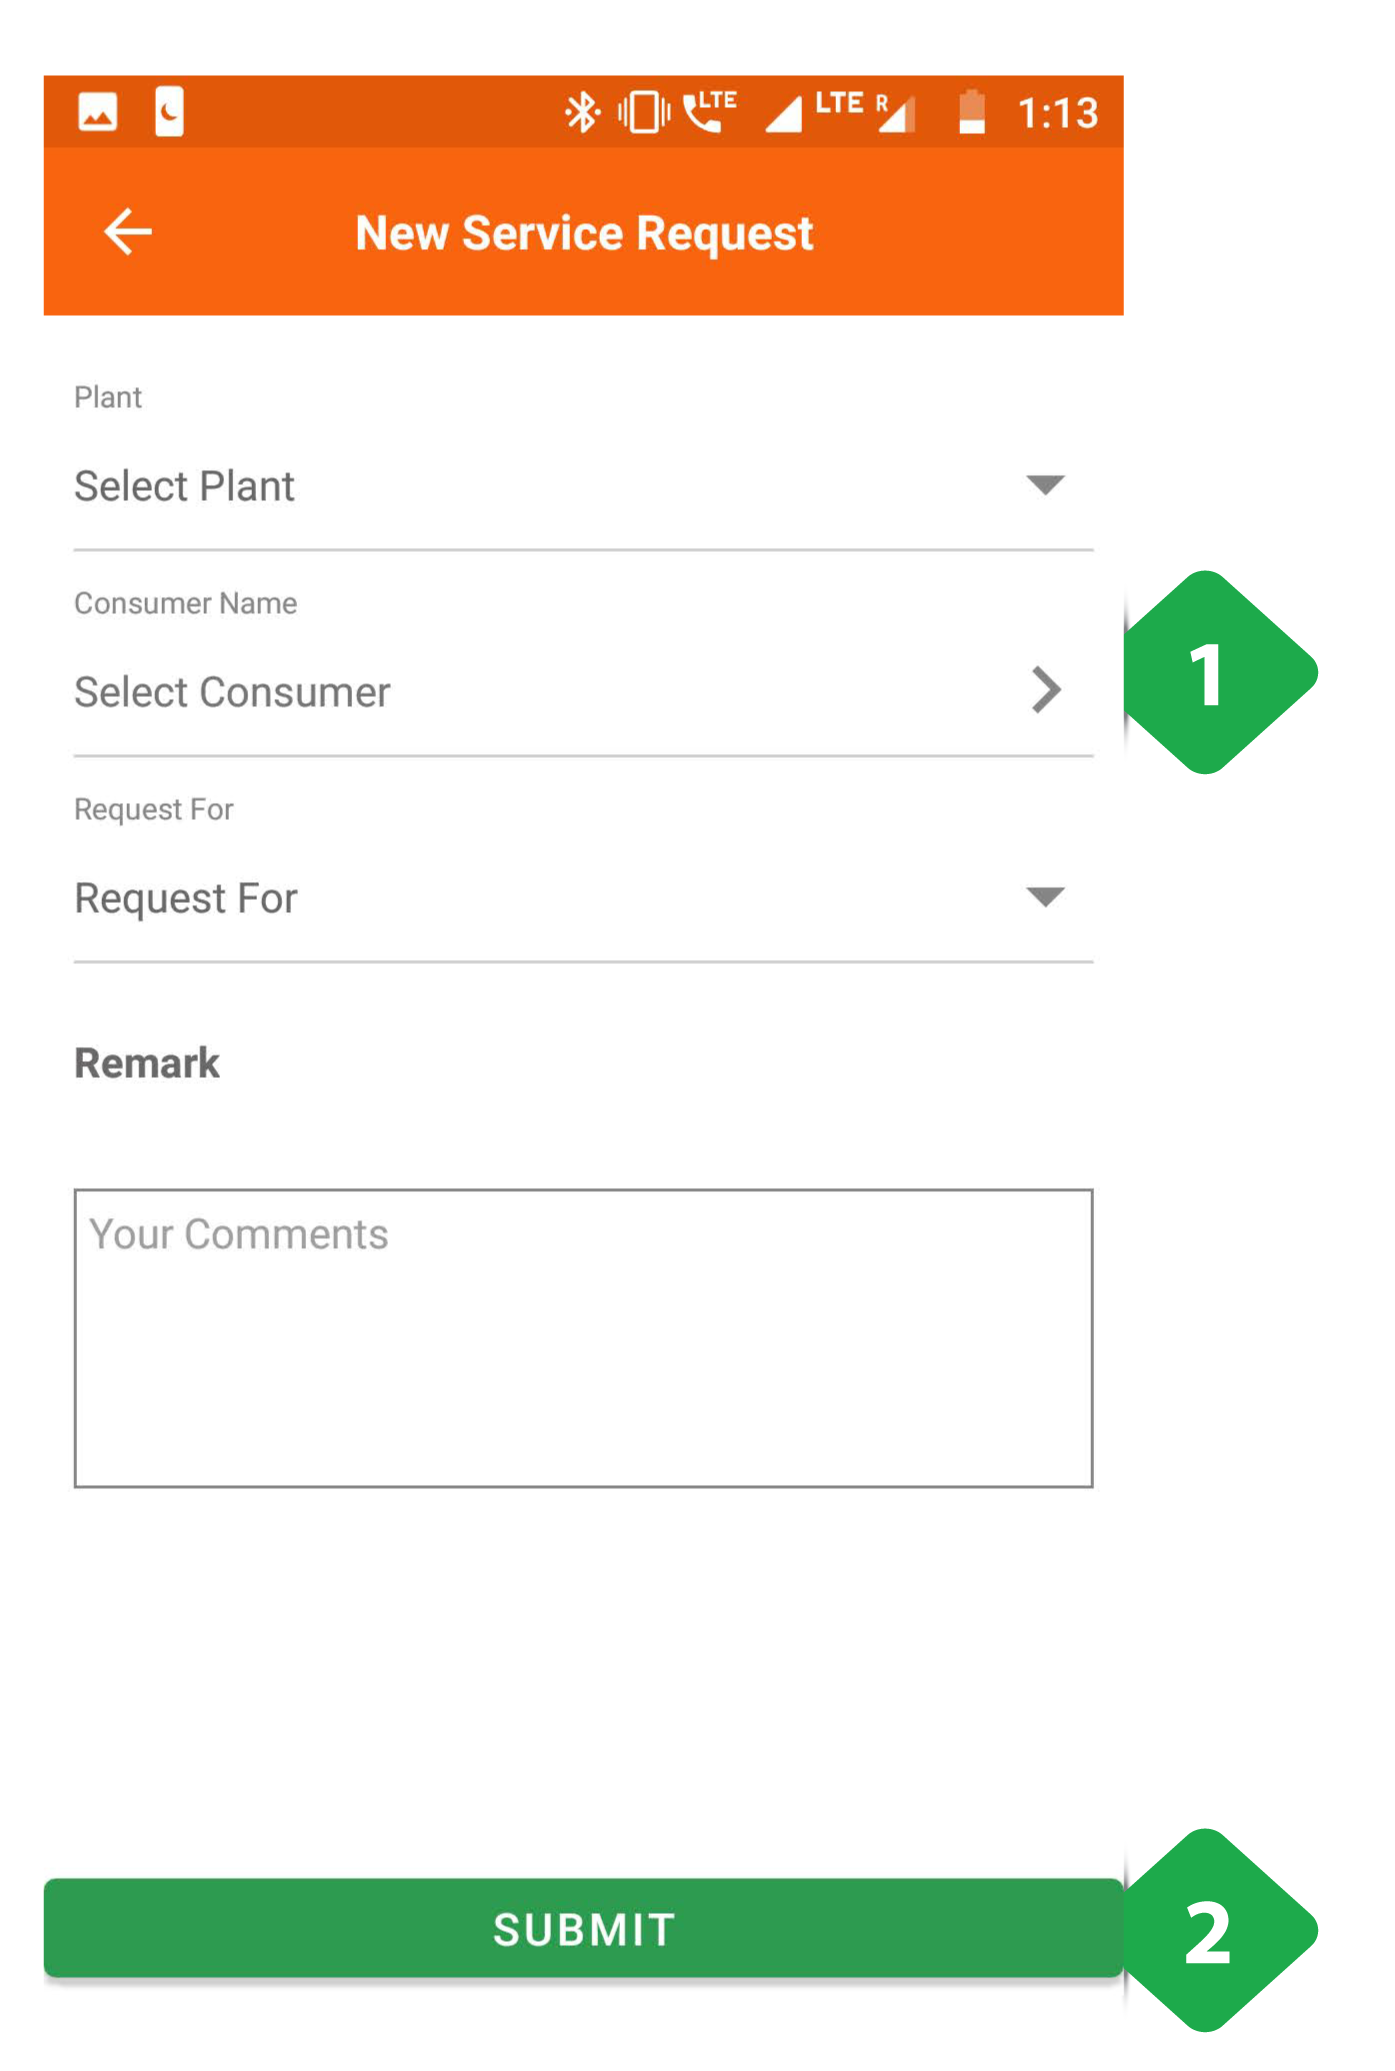 LTE LTE R 1:13
New Service Request
Plant
Select Plant
Consumer Name
Select Consumer
1
Request For
Request For
Remark
Your Comments
SUBMIT
2